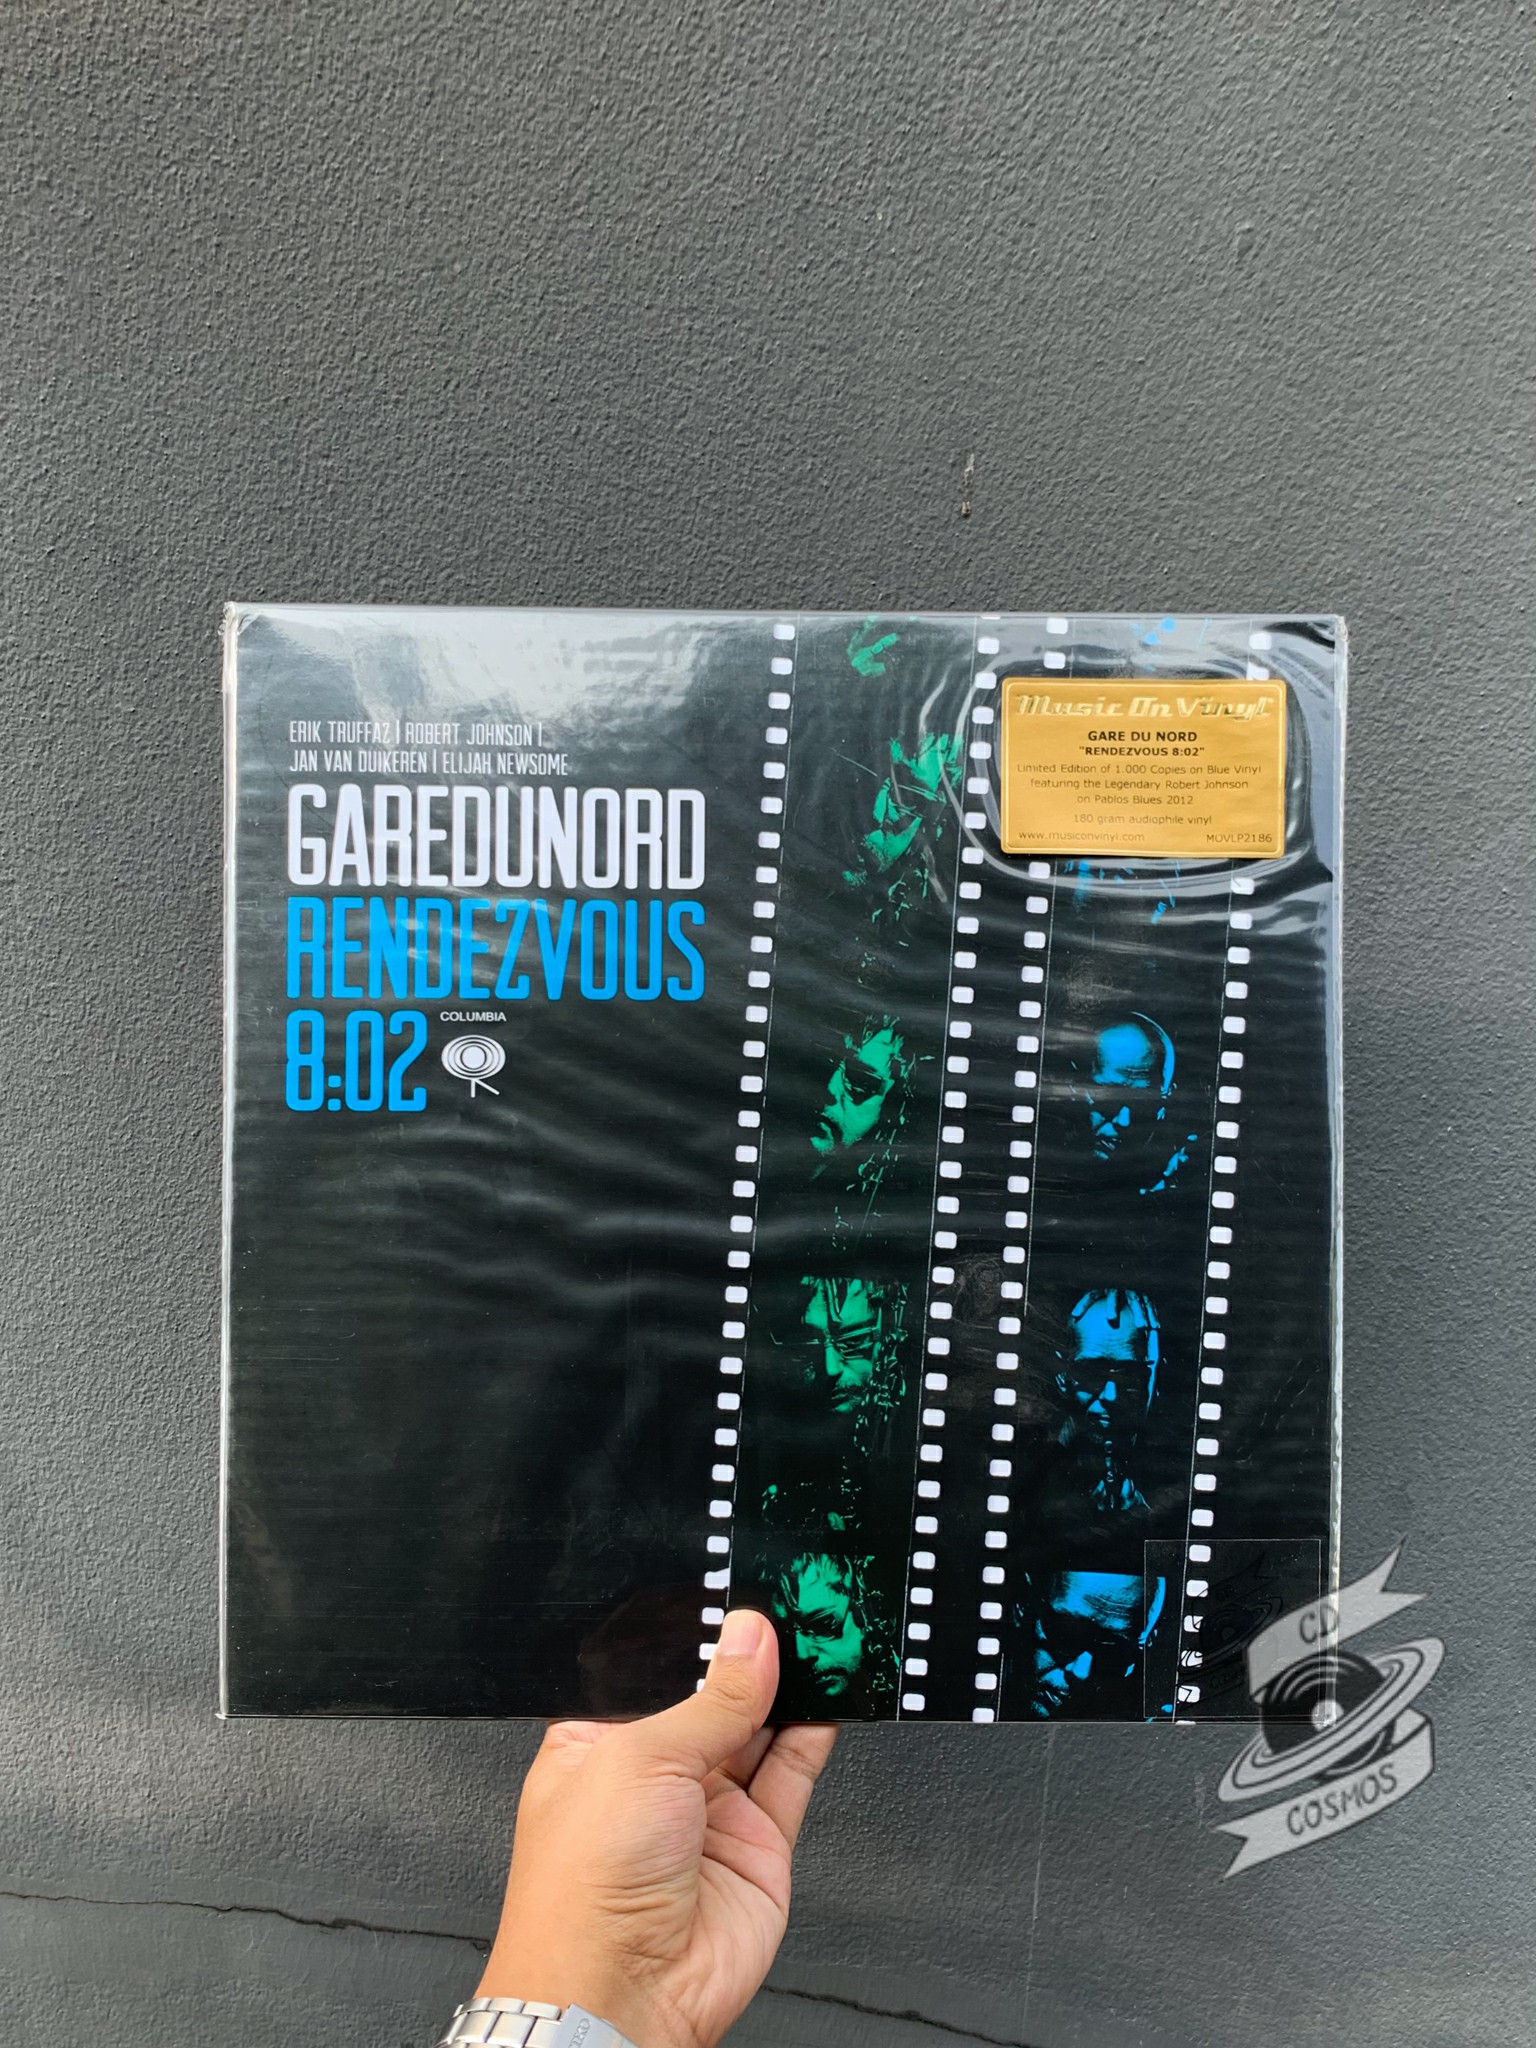 ERIK TRUFFAZ | ROBERT JOHNSON |
JAN VAN DUIKEREN | ELIJAH NEWSOME
GAREDUNORD
RENDEZVOUS
8:02
COLUMBIA
Music On Vinyl
GARE DU NORD
"RENDEZVOUS 8:02"
Limited Edition of 1.000 Copies on Blue Vinyl
featuring the Legendary Robert Johnson
on Pablos Blues 2012
180 gram audiophile vinyl
www.musiconvinyl.com MOVLP2186
CD
COSMOS